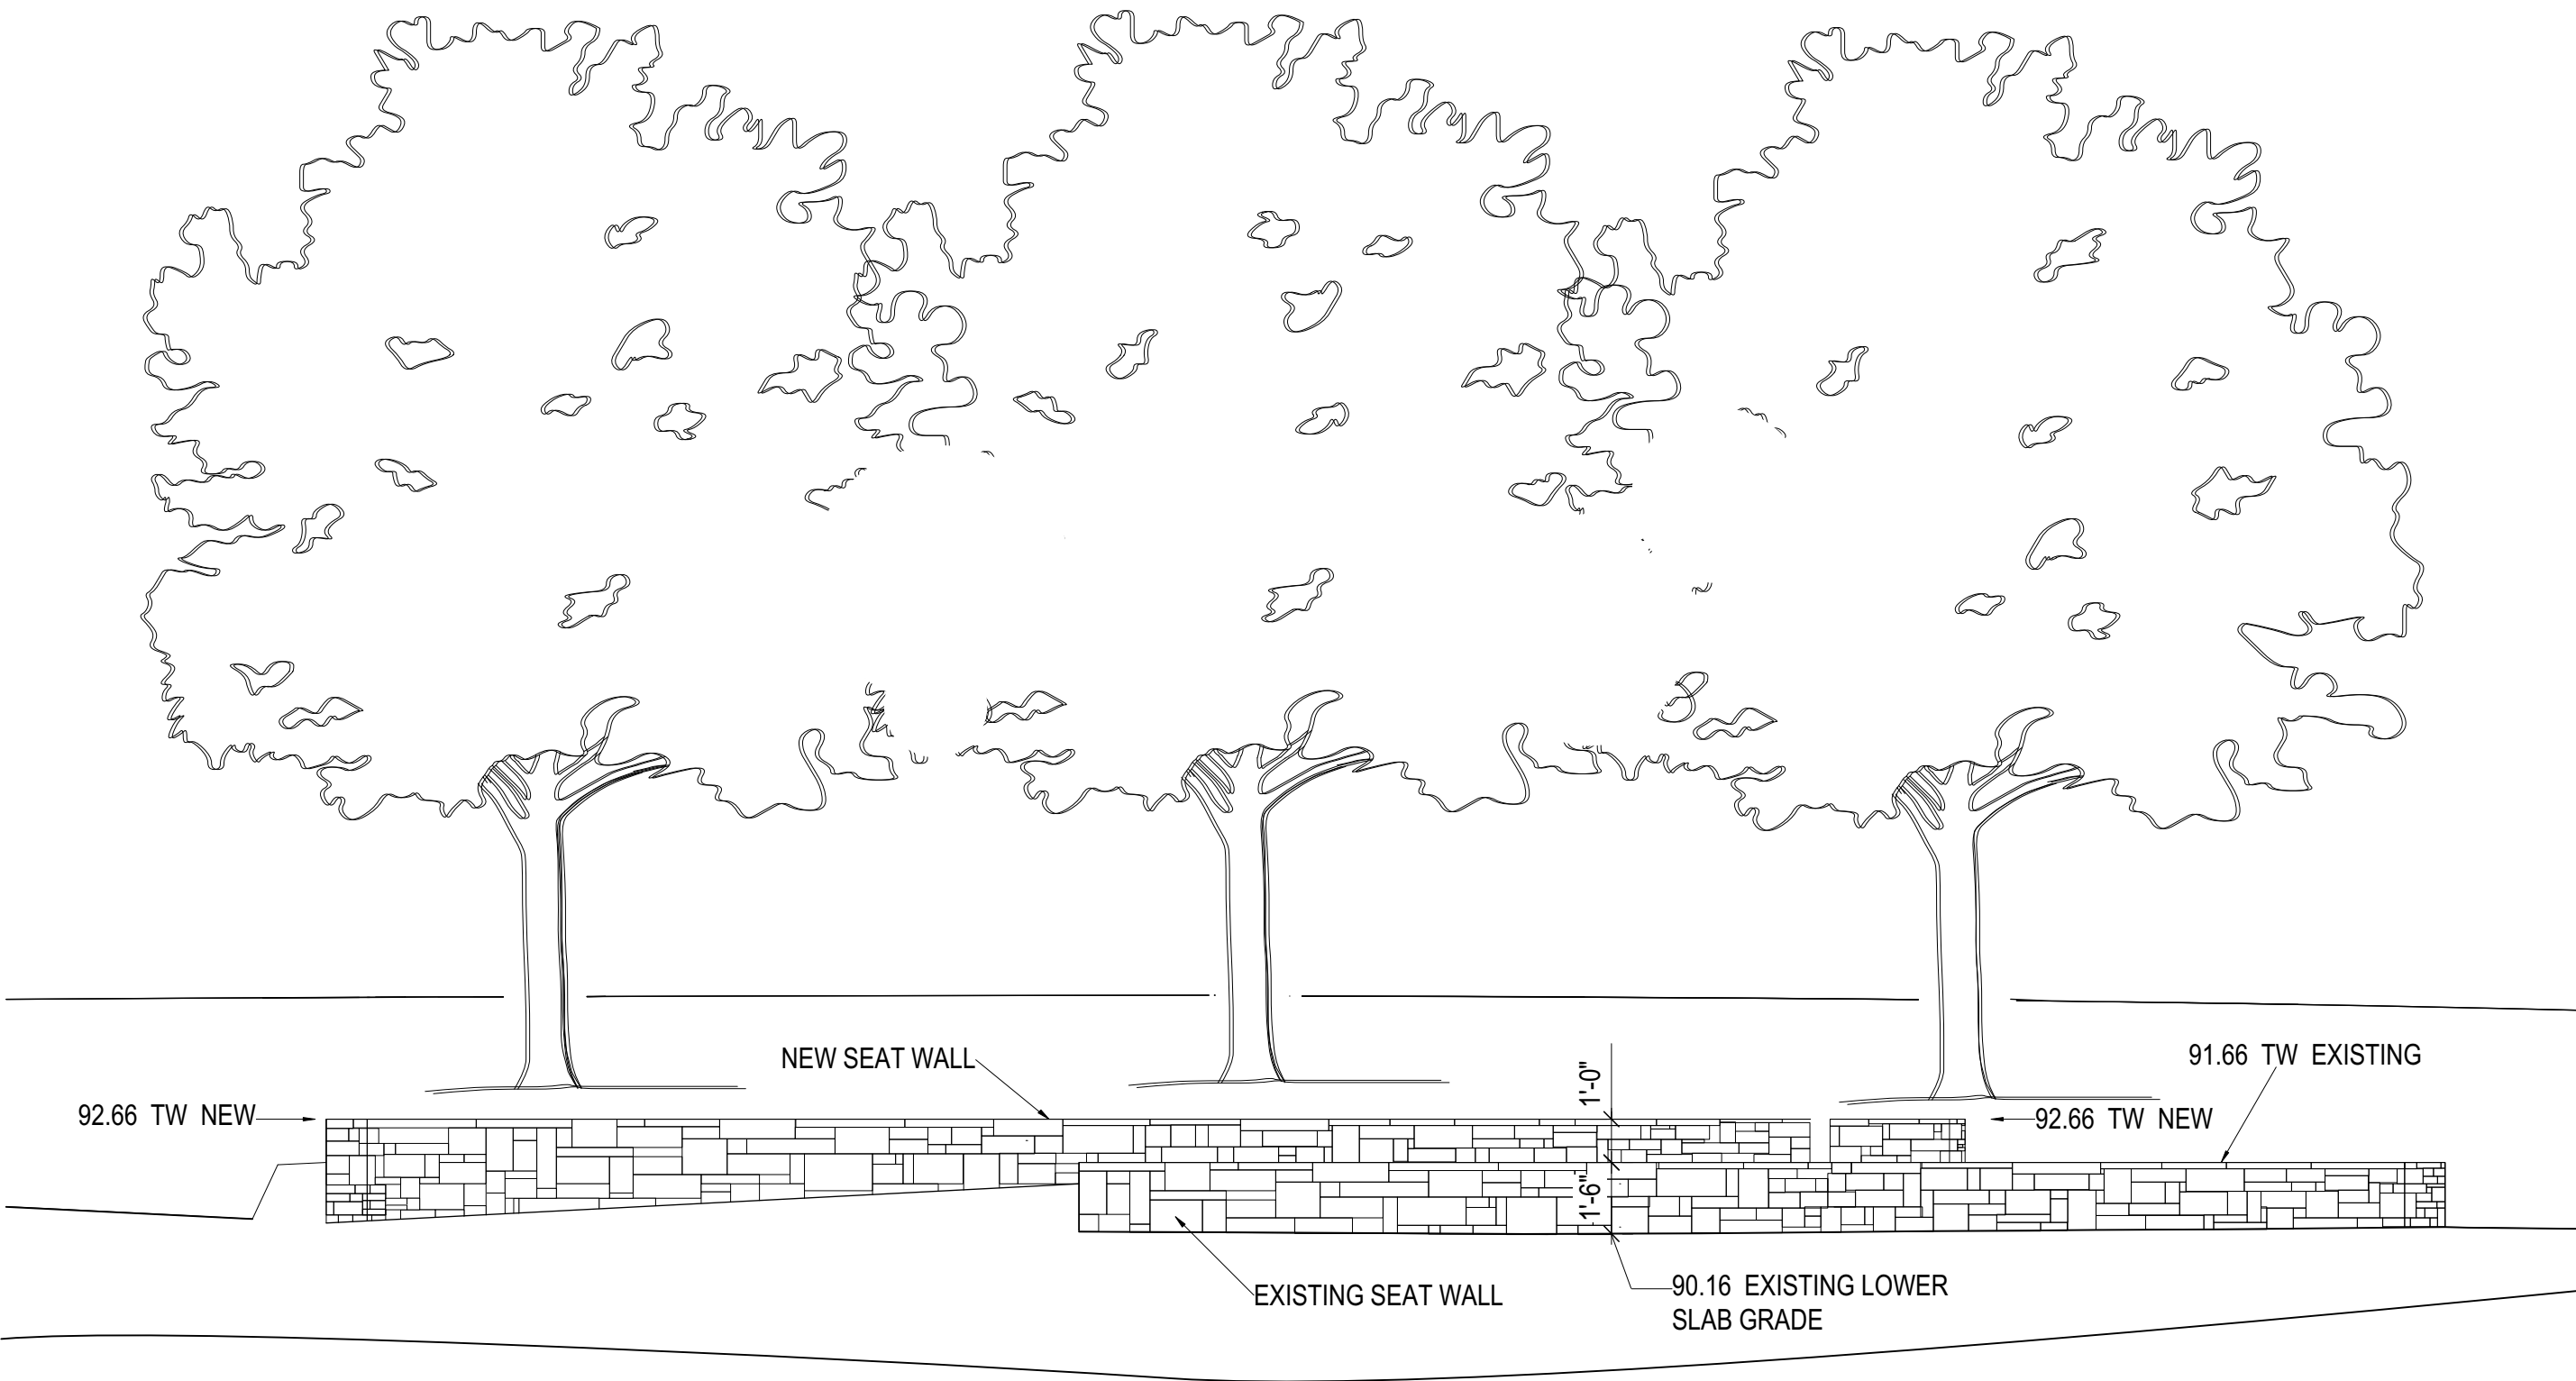 NEW SEAT WALL
1'-0"
91.66 TW EXISTING
92.66 TW NEW
92.66 TW NEW
1'-6"
EXISTING SEAT WALL
90.16 EXISTING LOWER
SLAB GRADE